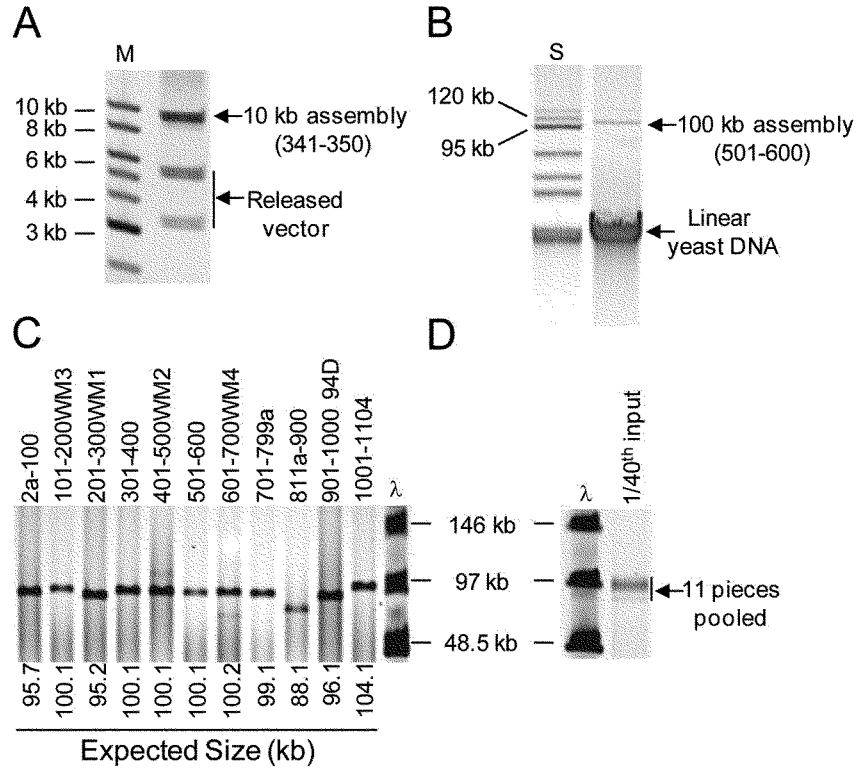 A
M
10 kb
8 kb
6 kb
4 kb
3 kb
10 kb assembly
(341-350)
Released
vector
B
S
120 kb
95 kb
100 kb assembly
(501-600)
Linear
yeast DNA
C
2a-100
101-200WM3
201-300WM1
301-400
401-500WM2
501-600
601-700WM4
701-799a
811a-900
901-1000 94D
1001-1104
λ
146 kb
97 kb
48.5 kb
95.7
100.1
95.2
100.1
100.1
100.1
100.2
99.1
88.1
96.1
104.1
Expected Size (kb)
D
λ
1/40th input
11 pieces
pooled